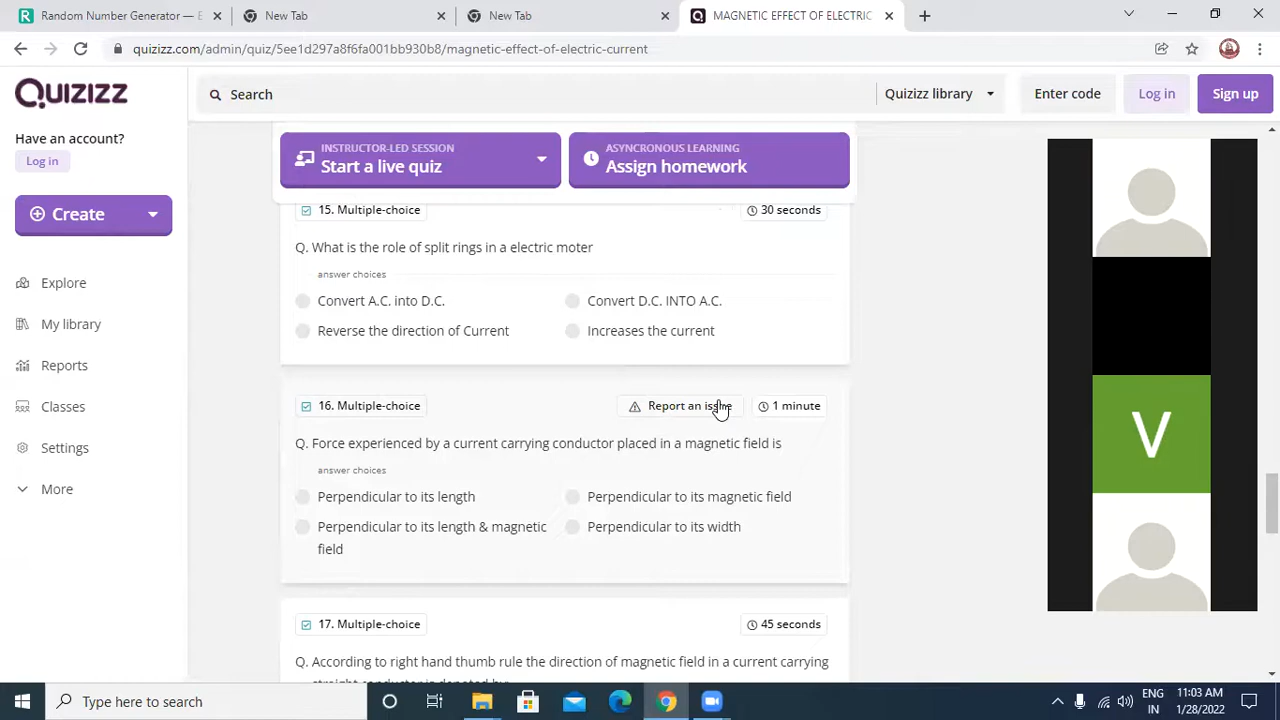 Random Number Generator —
New Tab
New Tab
MAGNETIC EFFECT OF ELECTRIC
quizizz.com/admin/quiz/5ee1d297a8f6fa001bb930b8/magnetic-effect-of-electric-current
QUIZIZZ
Search
Quizizz library
Enter code
Log in
Sign up
Have an account?
Log in
Create
Explore
My library
Reports
Classes
Settings
More
INSTRUCTOR-LED SESSION
Start a live quiz
ASYNCRONOUS LEARNING
Assign homework
15. Multiple-choice
30 seconds
Q. What is the role of split rings in a electric moter
answer choices
Convert A.C. into D.C.
Convert D.C. INTO A.C.
Reverse the direction of Current
Increases the current
16. Multiple-choice
Report an issue
1 minute
Q. Force experienced by a current carrying conductor placed in a magnetic field is
answer choices
Perpendicular to its length
Perpendicular to its magnetic field
Perpendicular to its length & magnetic
field
Perpendicular to its width
17. Multiple-choice
45 seconds
Q. According to right hand thumb rule the direction of magnetic field in a current carrying
straight conductor is denoted by
V
Type here to search
ENG
IN
11:03 AM
1/28/2022